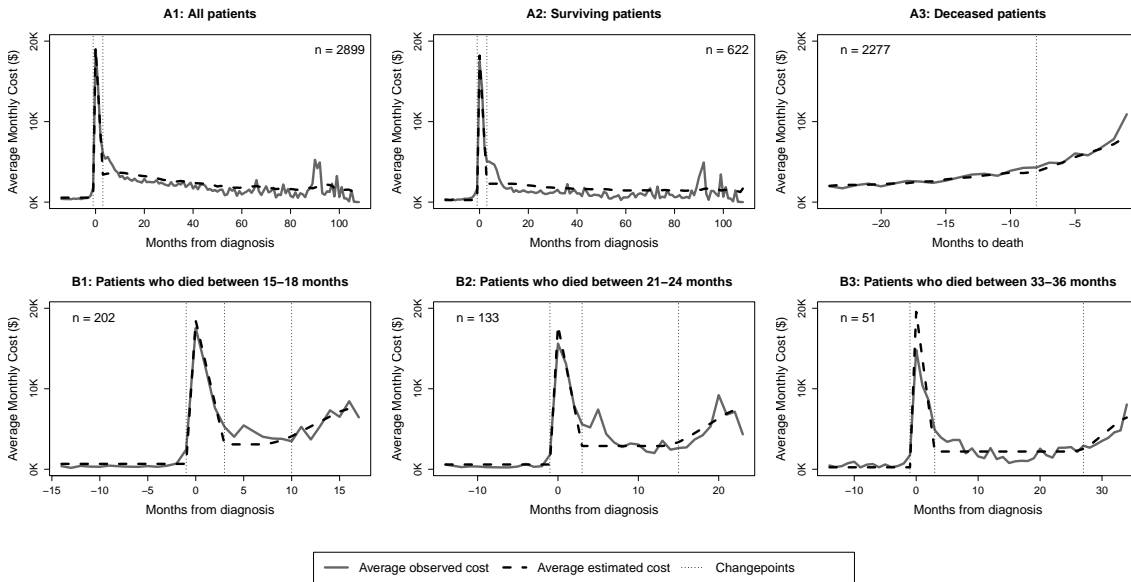 A1: All patients
Average Monthly Cost ($)
20K
10K
0K
n = 2899
0 20 40 60 80 100
Months from diagnosis
A2: Surviving patients
Average Monthly Cost ($)
20K
10K
0K
n = 622
0 20 40 60 80 100
Months from diagnosis
A3: Deceased patients
Average Monthly Cost ($)
20K
10K
0K
n = 2277
−20 −15 −10 −5
Months to death
B1: Patients who died between 15−18 months
Average Monthly Cost ($)
20K
10K
0K
n = 202
−15 −10 −5 0 5 10 15
Months from diagnosis
B2: Patients who died between 21−24 months
Average Monthly Cost ($)
20K
10K
0K
n = 133
−10 0 10 20
Months from diagnosis
B3: Patients who died between 33−36 months
Average Monthly Cost ($)
20K
10K
0K
n = 51
−10 0 10 20 30
Months from diagnosis
Average observed cost Average estimated cost Changepoints